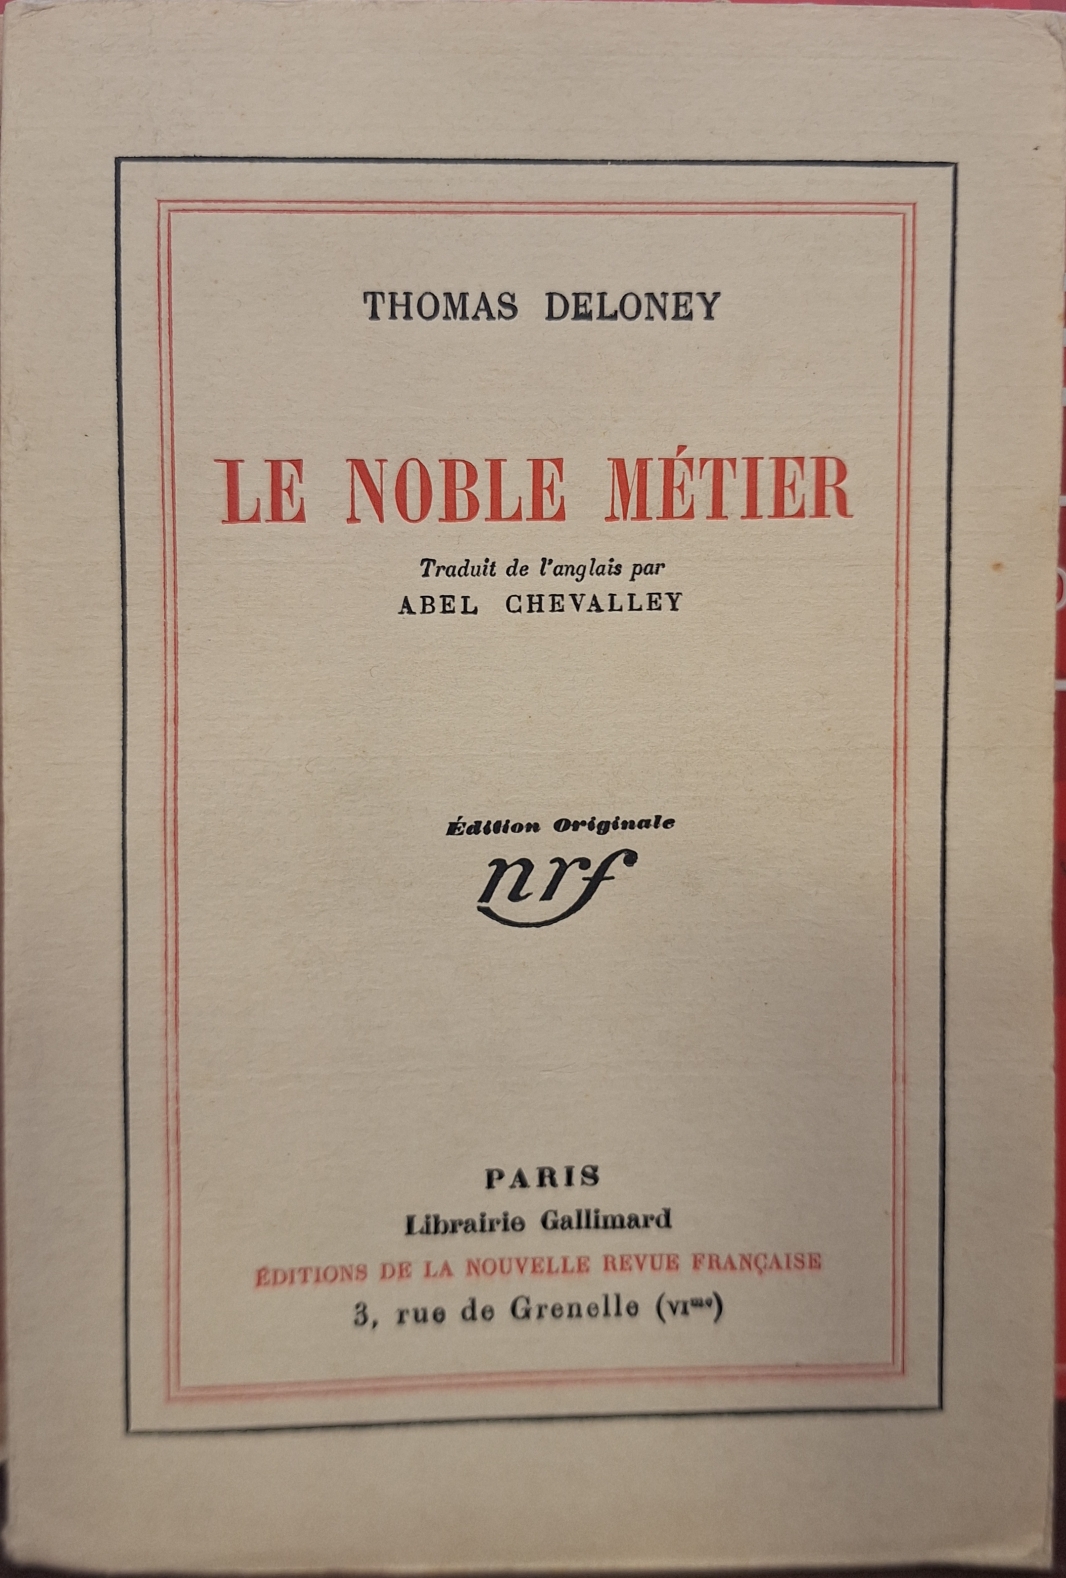 THOMAS DELONEY
LE NOBLE MÉTIER
Traduit de l'anglais par
ABEL CHEVALLEY
Édition Originale
nrf
PARIS
Librairie Gallimard
ÉDITIONS DE LA NOUVELLE REVUE FRANÇAISE
3, rue de Grenelle (VIme)